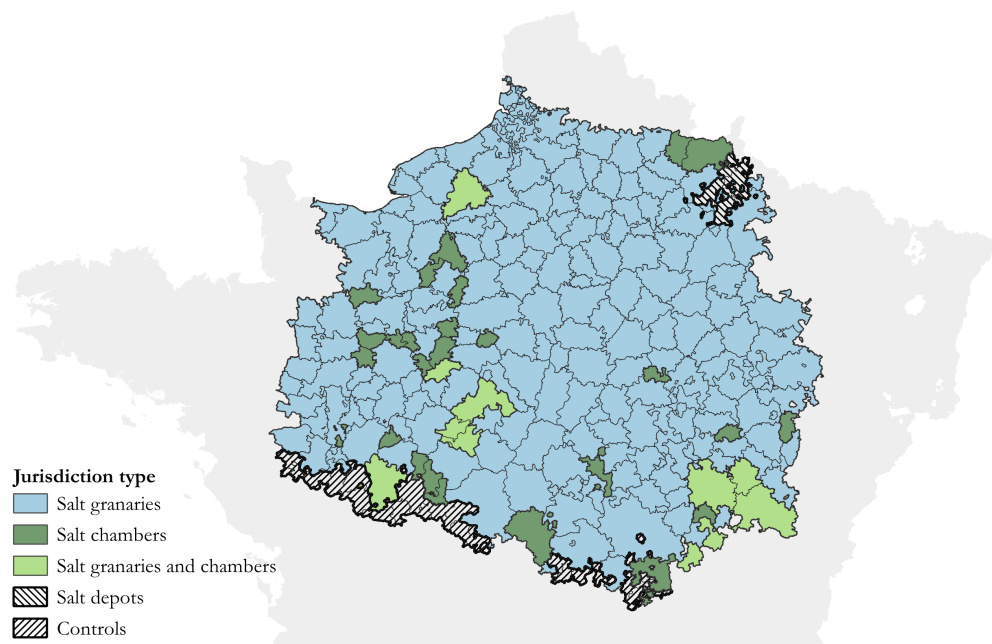 Jurisdiction type
Salt granaries
Salt chambers
Salt granaries and chambers
Salt depots
Controls